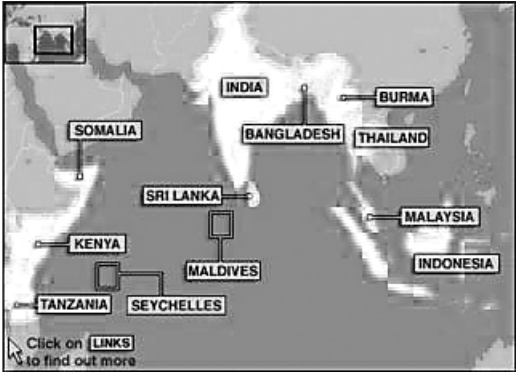 INDIA
BURMA
BANGLADESH
THAILAND
SOMALIA
SRI LANKA
MALAYSIA
KENYA
MALDIVES
INDONESIA
TANZANIA
SEYCHELLES
Click on LINKS
to find out more